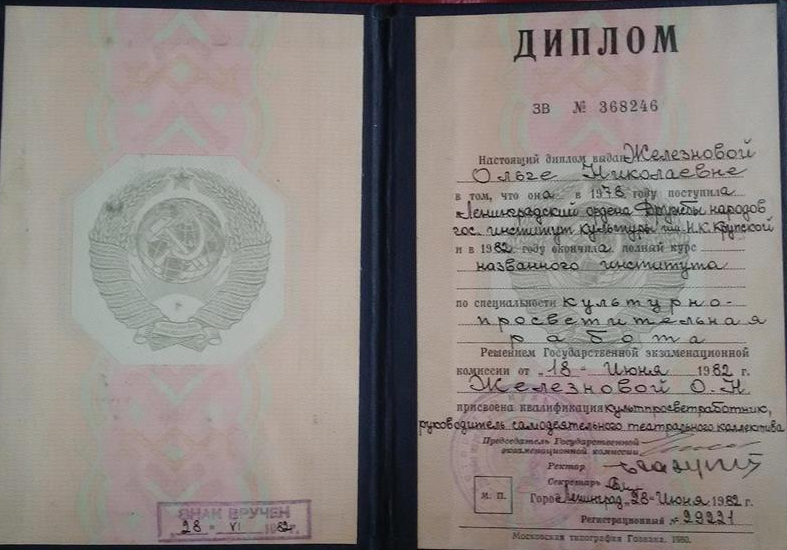 ЗНАК ВРУЧЕН
"28" VI 1982г.
ДИПЛОМ
ЗВ № 368246
Настоящий диплом выдан Железновой
Ольге Николаевне
в том, что она в 1978 году поступила
в Ленинградский ордена Дружбы народов
гос. институт культуры им. Н.К. Крупской
и в 1982 году окончила полный курс
названного института
по специальности культурно-
просветительная
работа
Решением Государственной экзаменационной
комиссии от „18" Июня 1982 г.
Железновой О.Н.
присвоена квалификация культпросветработник,
руководитель самодеятельного театрального коллектива
Председатель Государственной
экзаменационной комиссии
Ректор
Секретарь
М. П.
Город Ленинград „28" Июня 1982 г.
Регистрационный № 29221
Московская типография Гознака. 1980.